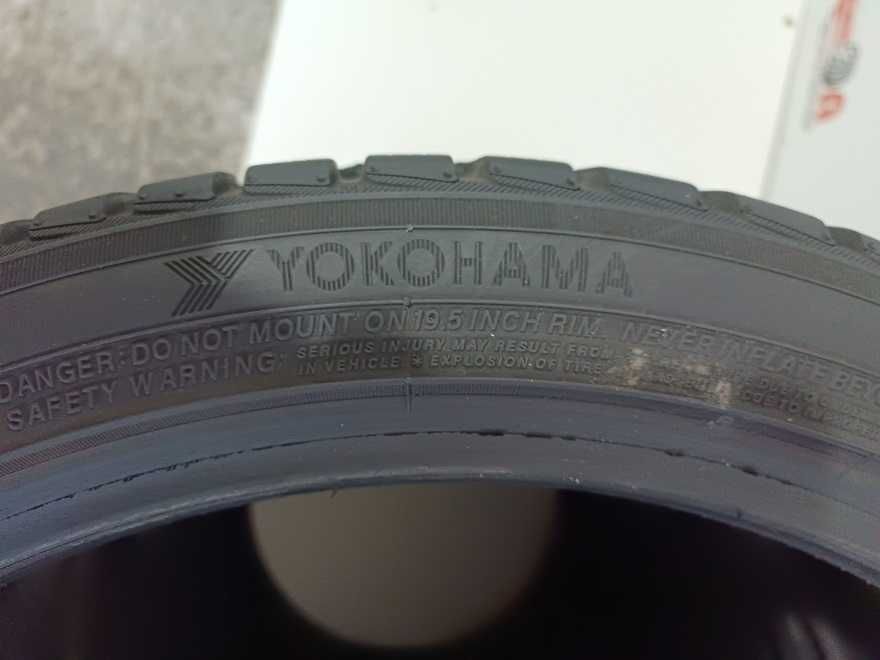 YOKOHAMA
DANGER: DO NOT MOUNT ON 19.5 INCH RIM. NEVER INFLATE BEYO
SAFETY WARNING: SERIOUS INJURY MAY RESULT FROM
IN VEHICLE * EXPLOSION OF TIRE